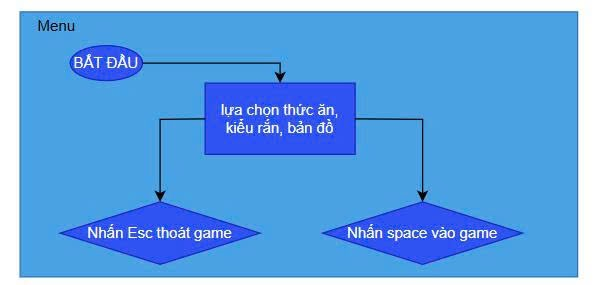 Menu
BẮT ĐẦU
lựa chọn thức ăn,
kiểu rắn, bản đồ
Nhấn Esc thoát game
Nhấn space vào game